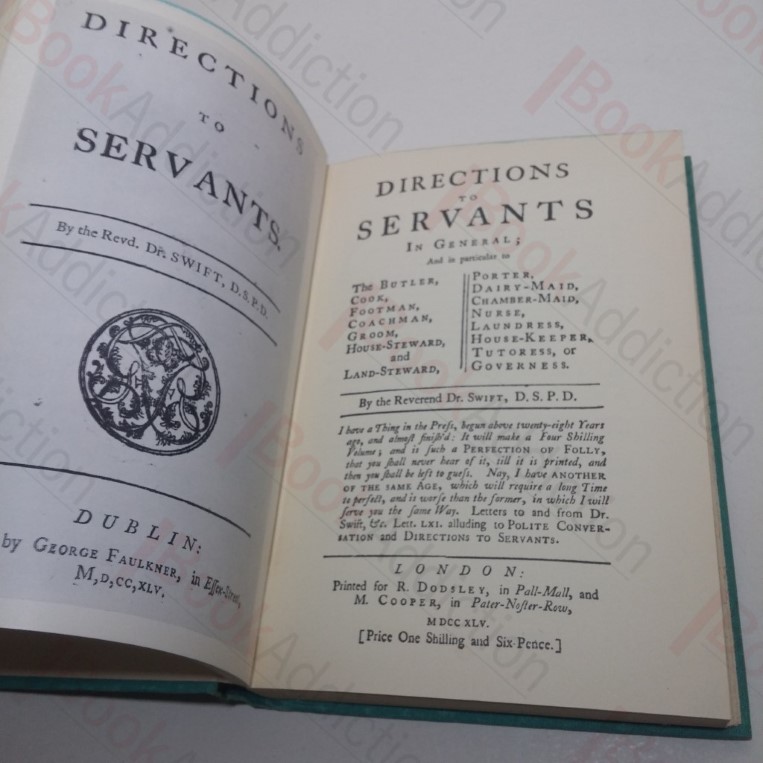 DIRECTIONS
TO
SERVANTS.
By the Revd. Dr. SWIFT, D.S.P.D.
DUBLIN:
by GEORGE FAULKNER, in Eſſex-Street,
M,D,CC,XLV.
DIRECTIONS
TO
SERVANTS
IN GENERAL;
And in particular to
The BUTLER,
COOK,
FOOTMAN,
COACHMAN,
GROOM,
HOUSE-STEWARD,
and
LAND-STEWARD,
PORTER,
DAIRY-MAID,
CHAMBER-MAID,
NURSE,
LAUNDRESS,
HOUSE-KEEPER,
TUTORESS, or
GOVERNESS.
By the Reverend Dr. SWIFT, D. S. P. D.
I have a Thing in the Preſs, begun above twenty-eight Years
ago, and almoſt finiſh'd: It will make a Four Shilling
Volume; and is ſuch a PERFECTION OF FOLLY,
that you ſhall never hear of it, till it is printed, and
then you ſhall be left to gueſs. Nay, I have ANOTHER
OF THE SAME AGE, which will require a long Time
to perfect, and is worſe than the former, in which I will
ſerve you the ſame Way. Letters to and from Dr.
Swift, &c. Lett. LXI. alluding to POLITE CONVER-
SATION and DIRECTIONS TO SERVANTS.
LONDON:
Printed for R. DODSLEY, in Pall-Mall, and
M. COOPER, in Pater-Noſter-Row,
MDCC XLV.
[Price One Shilling and Six-Pence.]
BookAddiction